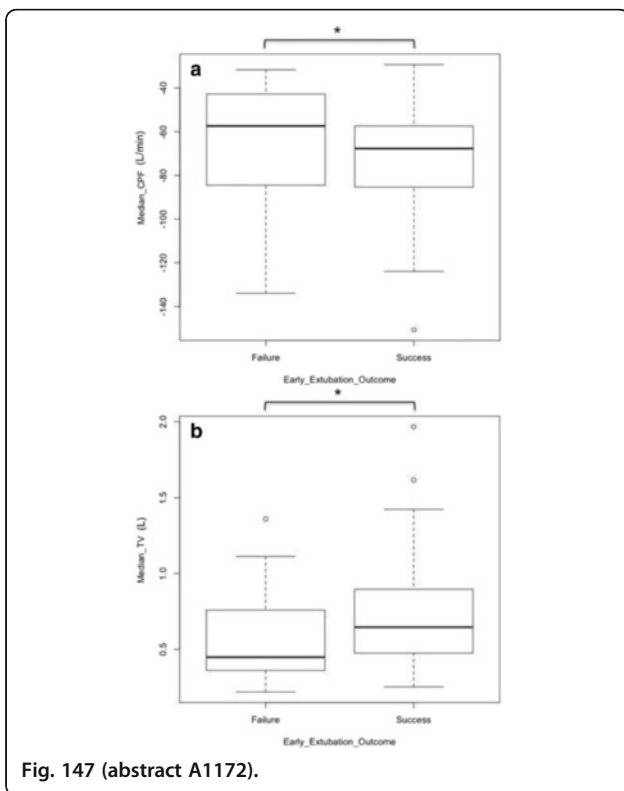 *
a
Median_CPF (L/min)
-40
-60
-80
-100
-120
-140
Failure
Success
Early_Extubation_Outcome
*
b
Median_TV (L)
2.0
1.5
1.0
0.5
Failure
Success
Early_Extubation_Outcome
Fig. 147 (abstract A1172).